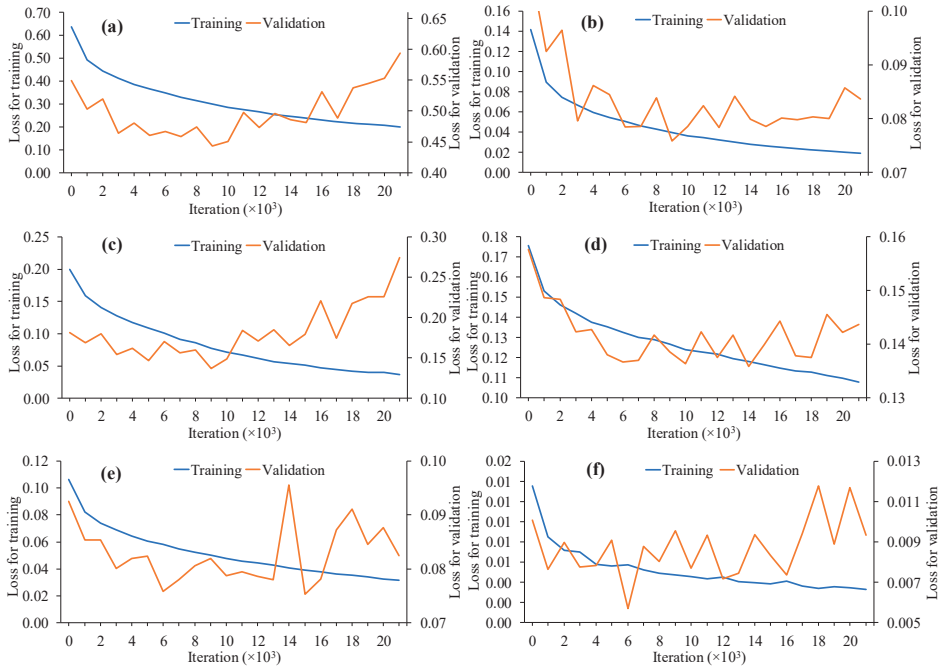 (a)
Training Validation
Loss for training
0.70
0.60
0.50
0.40
0.30
0.20
0.10
0.00
0.65
0.60
0.55
0.50
0.45
0.40
Loss for validation
0 2 4 6 8 10 12 14 16 18 20
Iteration (×10³)
(b)
Training Validation
Loss for training
0.16
0.14
0.12
0.10
0.08
0.06
0.04
0.02
0.00
0.10
0.09
0.08
0.07
Loss for validation
0 2 4 6 8 10 12 14 16 18 20
Iteration (×10³)
(c)
Training Validation
Loss for training
0.25
0.20
0.15
0.10
0.05
0.00
0.30
0.25
0.20
0.15
0.10
Loss for validation
0 2 4 6 8 10 12 14 16 18 20
Iteration (×10³)
(d)
Training Validation
Loss for training
0.18
0.17
0.15
0.14
0.13
0.12
0.11
0.10
0.16
0.15
0.14
0.13
Loss for validation
0 2 4 6 8 10 12 14 16 18 20
Iteration (×10³)
(e)
Training Validation
Loss for training
0.12
0.10
0.08
0.06
0.04
0.02
0.00
0.10
0.09
0.08
0.07
Loss for validation
0 2 4 6 8 10 12 14 16 18 20
Iteration (×10³)
(f)
Training Validation
Loss for training
0.02
0.01
0.01
0.01
0.01
0.01
0.00
0.00
0.00
0.013
0.011
0.009
0.007
0.005
Loss for validation
0 2 4 6 8 10 12 14 16 18 20
Iteration (×10³)